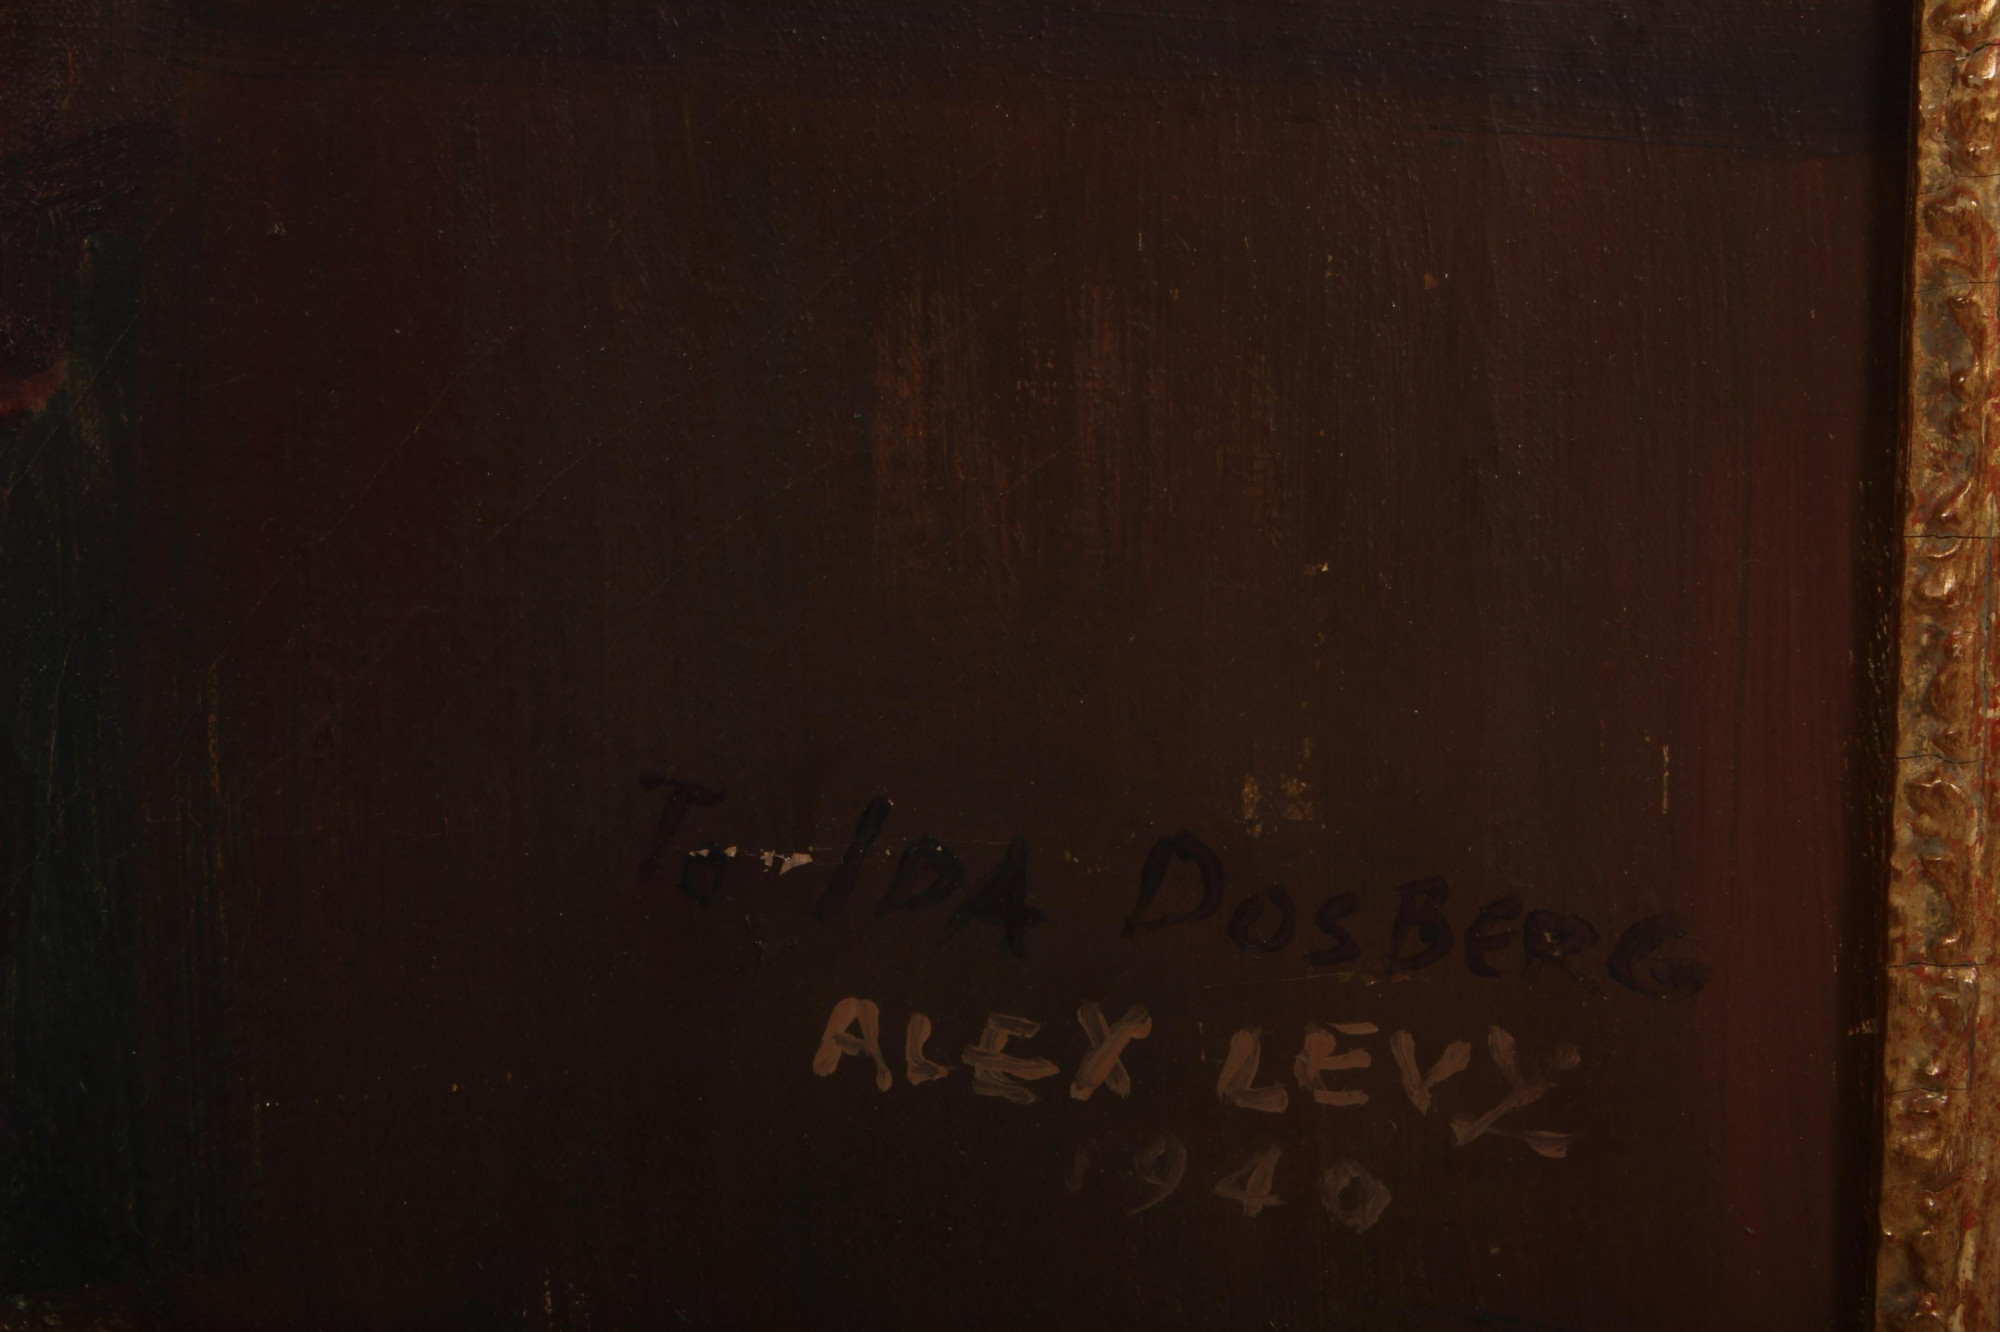 To IDA DOSBERG
ALEX LEVY
1940